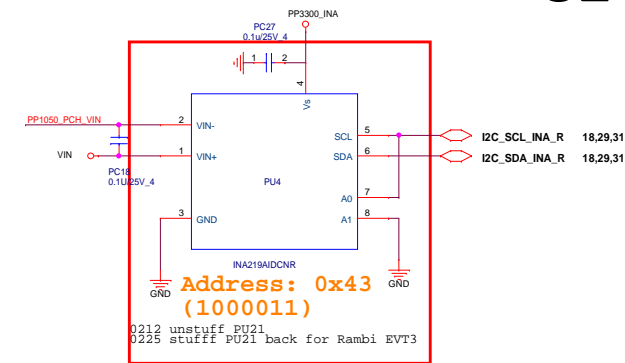 PP3300_INA
PC27
0.1u/25V_4
1 2
4
Vs
PP1050_PCH_VIN
2 VIN-
SCL 5
I2C_SCL_INA_R 18,29,31
VIN
1 VIN+
SDA 6
I2C_SDA_INA_R 18,29,31
PC18
0.1U/25V_4
PU4
A0 7
3 GND
A1 8
INA219AIDCNR
GND
GND
Address: 0x43
(1000011)
0212 unstuff PU21
0225 stufff PU21 back for Rambi EVT3